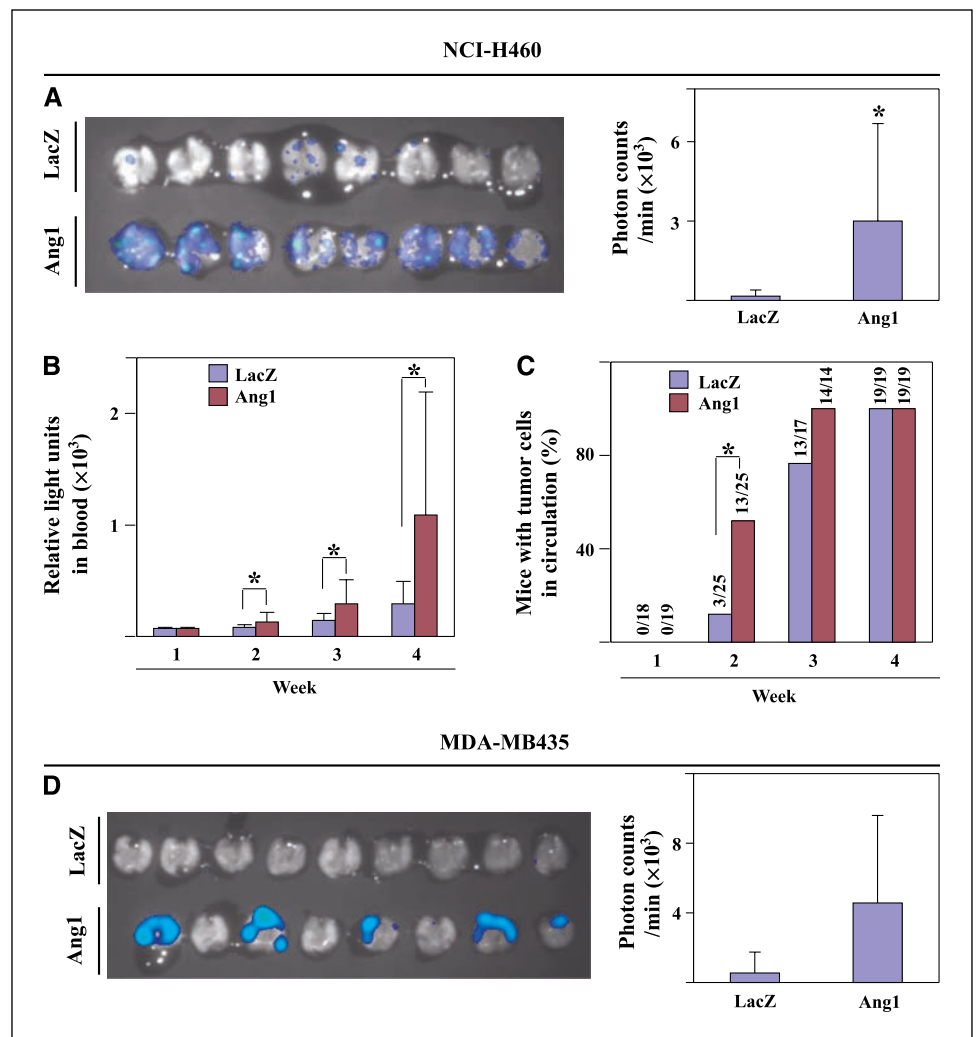 NCI-H460
A
LacZ
Ang1
Photon counts
/min (×10³)
6
3
*
LacZ
Ang1
B
Relative light units
in blood (×10³)
2
1
LacZ
Ang1
*
*
*
1
2
3
4
Week
C
Mice with tumor cells
in circulation (%)
80
40
LacZ
Ang1
0/18
0/19
3/25
13/25
*
13/17
14/14
19/19
19/19
1
2
3
4
Week
MDA-MB435
D
LacZ
Ang1
Photon counts
/min (×10³)
8
4
LacZ
Ang1